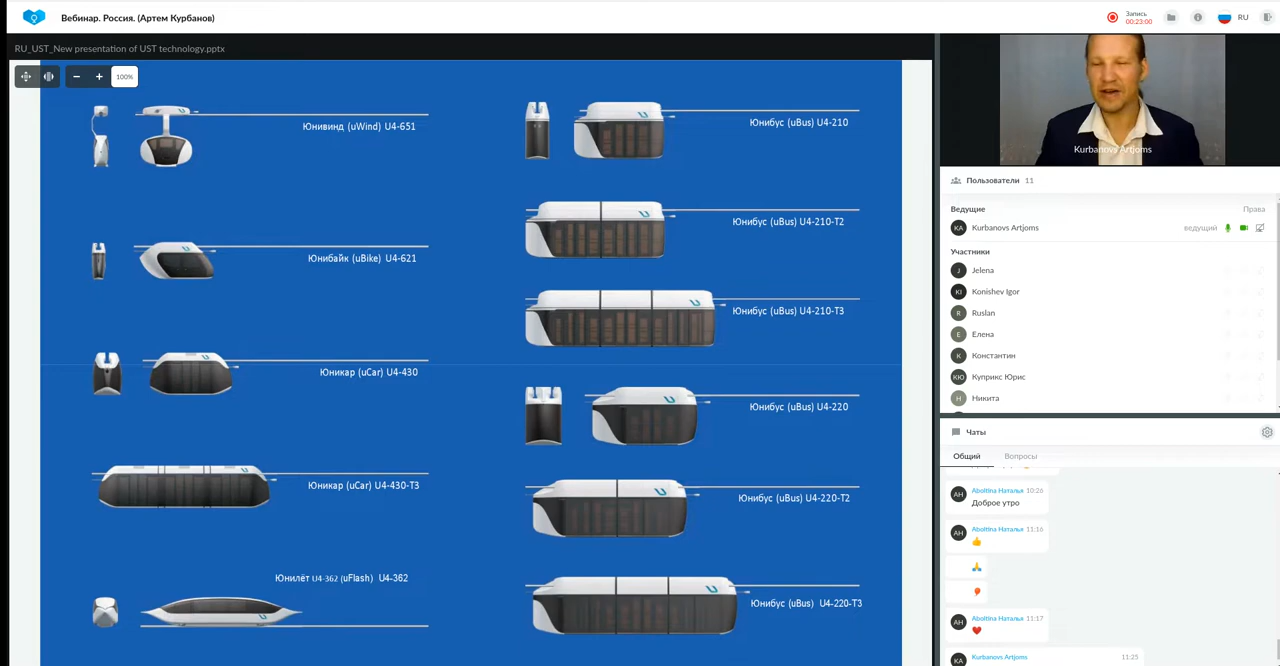 Вебинар. Россия. (Артем Курбанов)
Запись
00:23:00
RU
RU_UST_New presentation of UST technology.pptx
100%
Юнивинд (uWind) U4-651
Юнибайк (uBike) U4-621
Юникар (uCar) U4-430
Юникар (uCar) U4-430-T3
Юнилёт U4-362 (uFlash) U4-362
Юнибус (uBus) U4-210
Юнибус (uBus) U4-210-T2
Юнибус (uBus) U4-210-T3
Юнибус (uBus) U4-220
Юнибус (uBus) U4-220-T2
Юнибус (uBus) U4-220-T3
Kurbanovs Artjoms
Пользователи 11
Ведущие Права
KA Kurbanovs Artjoms ведущий
Участники
J Jelena
KI Konishev Igor
R Ruslan
Е Елена
К Константин
КЮ Куприкс Юрис
Н Никита
Чаты
Общий Вопросы
АН Aboltina Наталья 10:26
Доброе утро
АН Aboltina Наталья 11:16
👍
🙏
АН Aboltina Наталья 11:17
❤️
KA Kurbanovs Artjoms 11:25